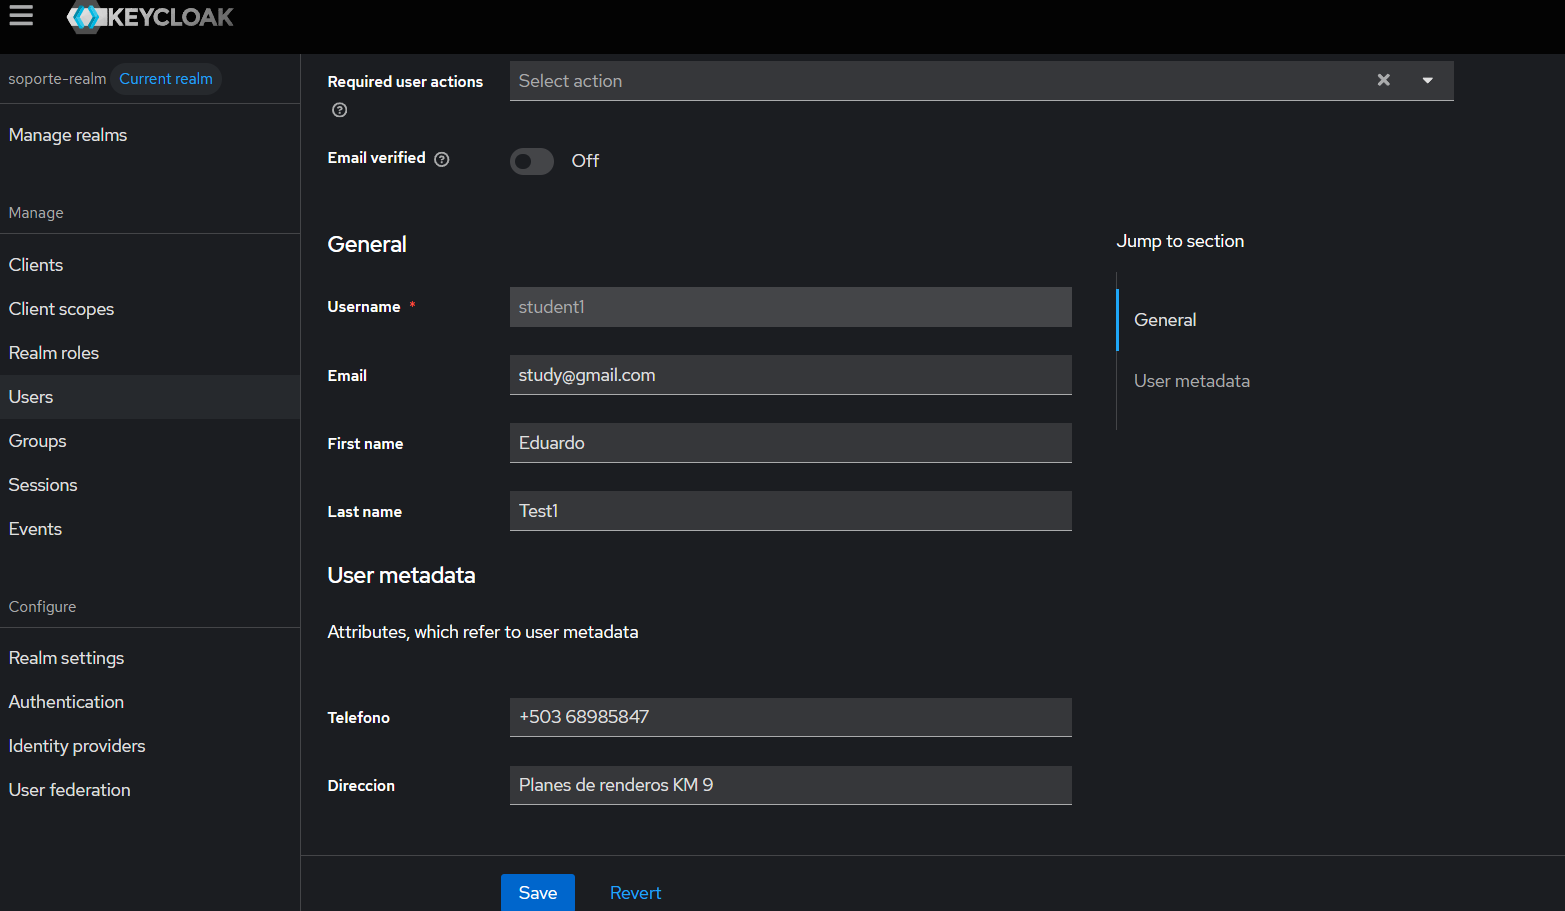 KEYCLOAK
soporte-realm Current realm
Manage realms
Manage
Clients
Client scopes
Realm roles
Users
Groups
Sessions
Events
Configure
Realm settings
Authentication
Identity providers
User federation
Required user actions
Select action
Email verified
Off
General
Username *
student1
Email
study@gmail.com
First name
Eduardo
Last name
Test1
User metadata
Attributes, which refer to user metadata
Telefono
+503 68985847
Direccion
Planes de renderos KM 9
Save Revert
Jump to section
General
User metadata